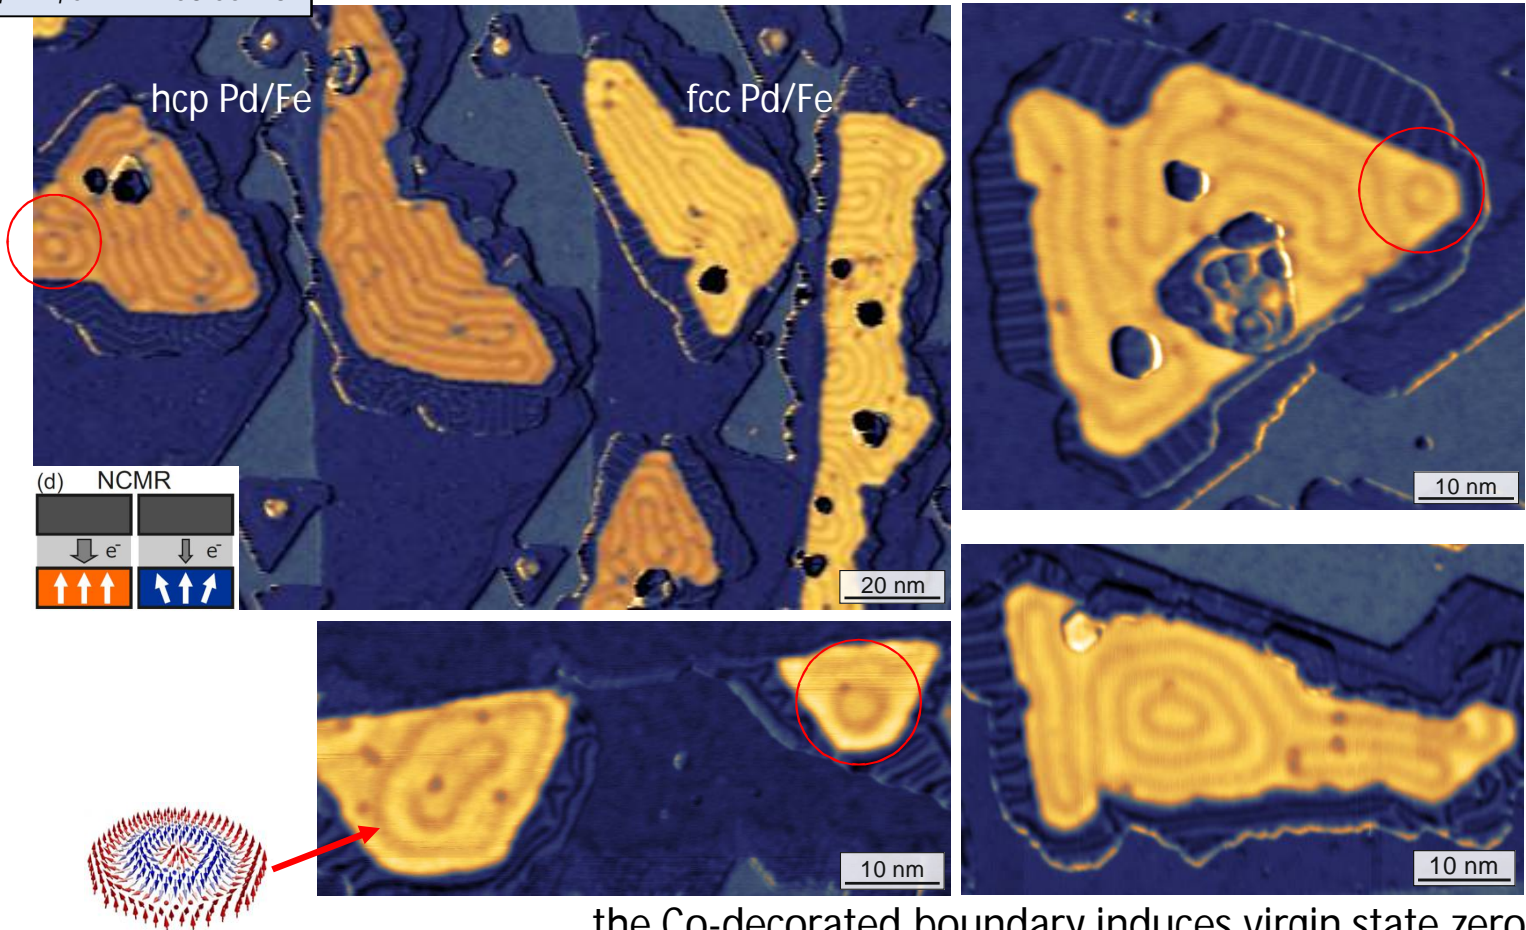 hcp Pd/Fe
fcc Pd/Fe
(d) NCMR
e⁻ e⁻
20 nm
10 nm
10 nm
10 nm
the Co-decorated boundary induces virgin state zero